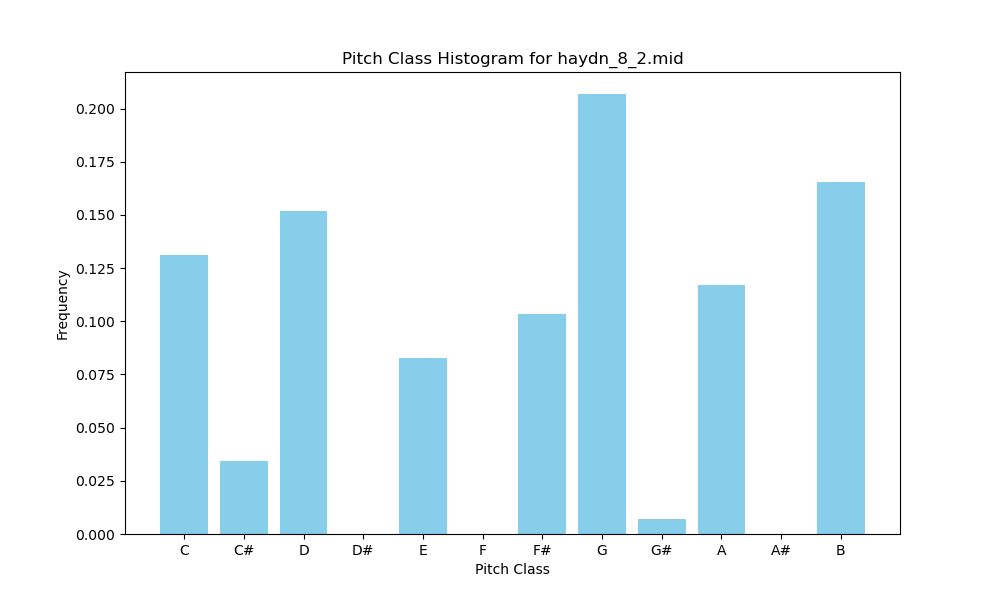 Pitch Class Histogram for haydn_8_2.mid
0.200
0.175
0.150
0.125
0.100
0.075
0.050
0.025
0.000
Frequency
C C# D D# E F F# G G# A A# B
Pitch Class